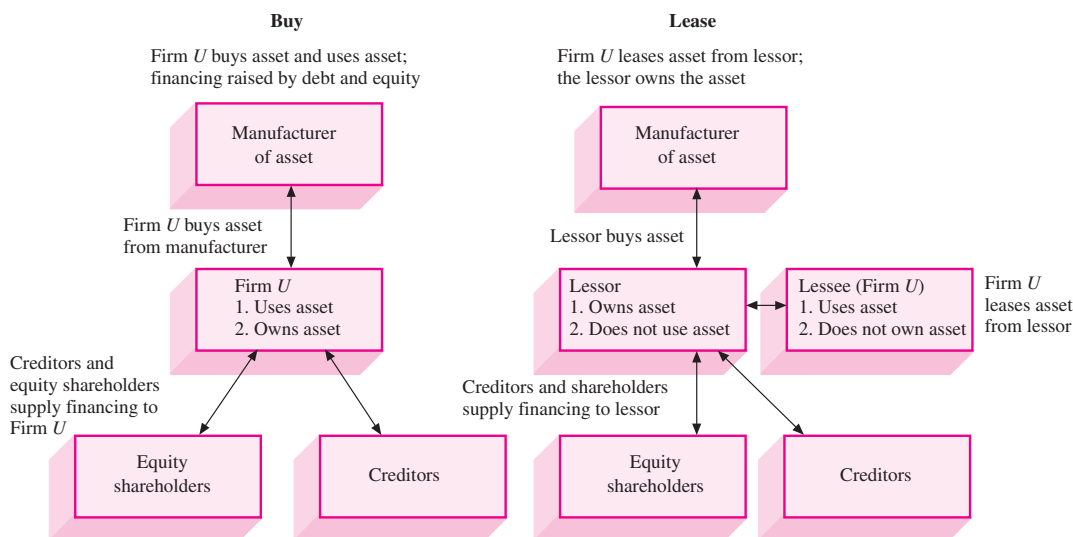 Buy
Firm U buys asset and uses asset;
financing raised by debt and equity
Manufacturer
of asset
Firm U buys asset
from manufacturer
Firm U
1. Uses asset
2. Owns asset
Creditors and
equity shareholders
supply financing to
Firm U
Equity
shareholders
Creditors
Lease
Firm U leases asset from lessor;
the lessor owns the asset
Manufacturer
of asset
Lessor buys asset
Lessor
1. Owns asset
2. Does not use asset
Lessee (Firm U)
1. Uses asset
2. Does not own asset
Firm U
leases asset
from lessor
Creditors and shareholders
supply financing to lessor
Equity
shareholders
Creditors